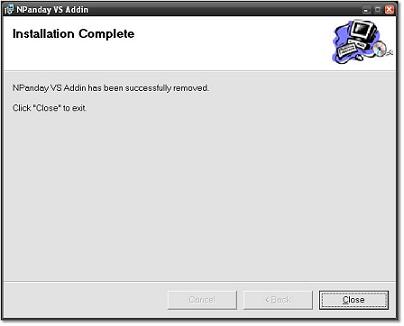 NPanday VS Addin
Installation Complete
NPanday VS Addin has been successfully removed.
Click "Close" to exit.
Cancel
< Back
Close